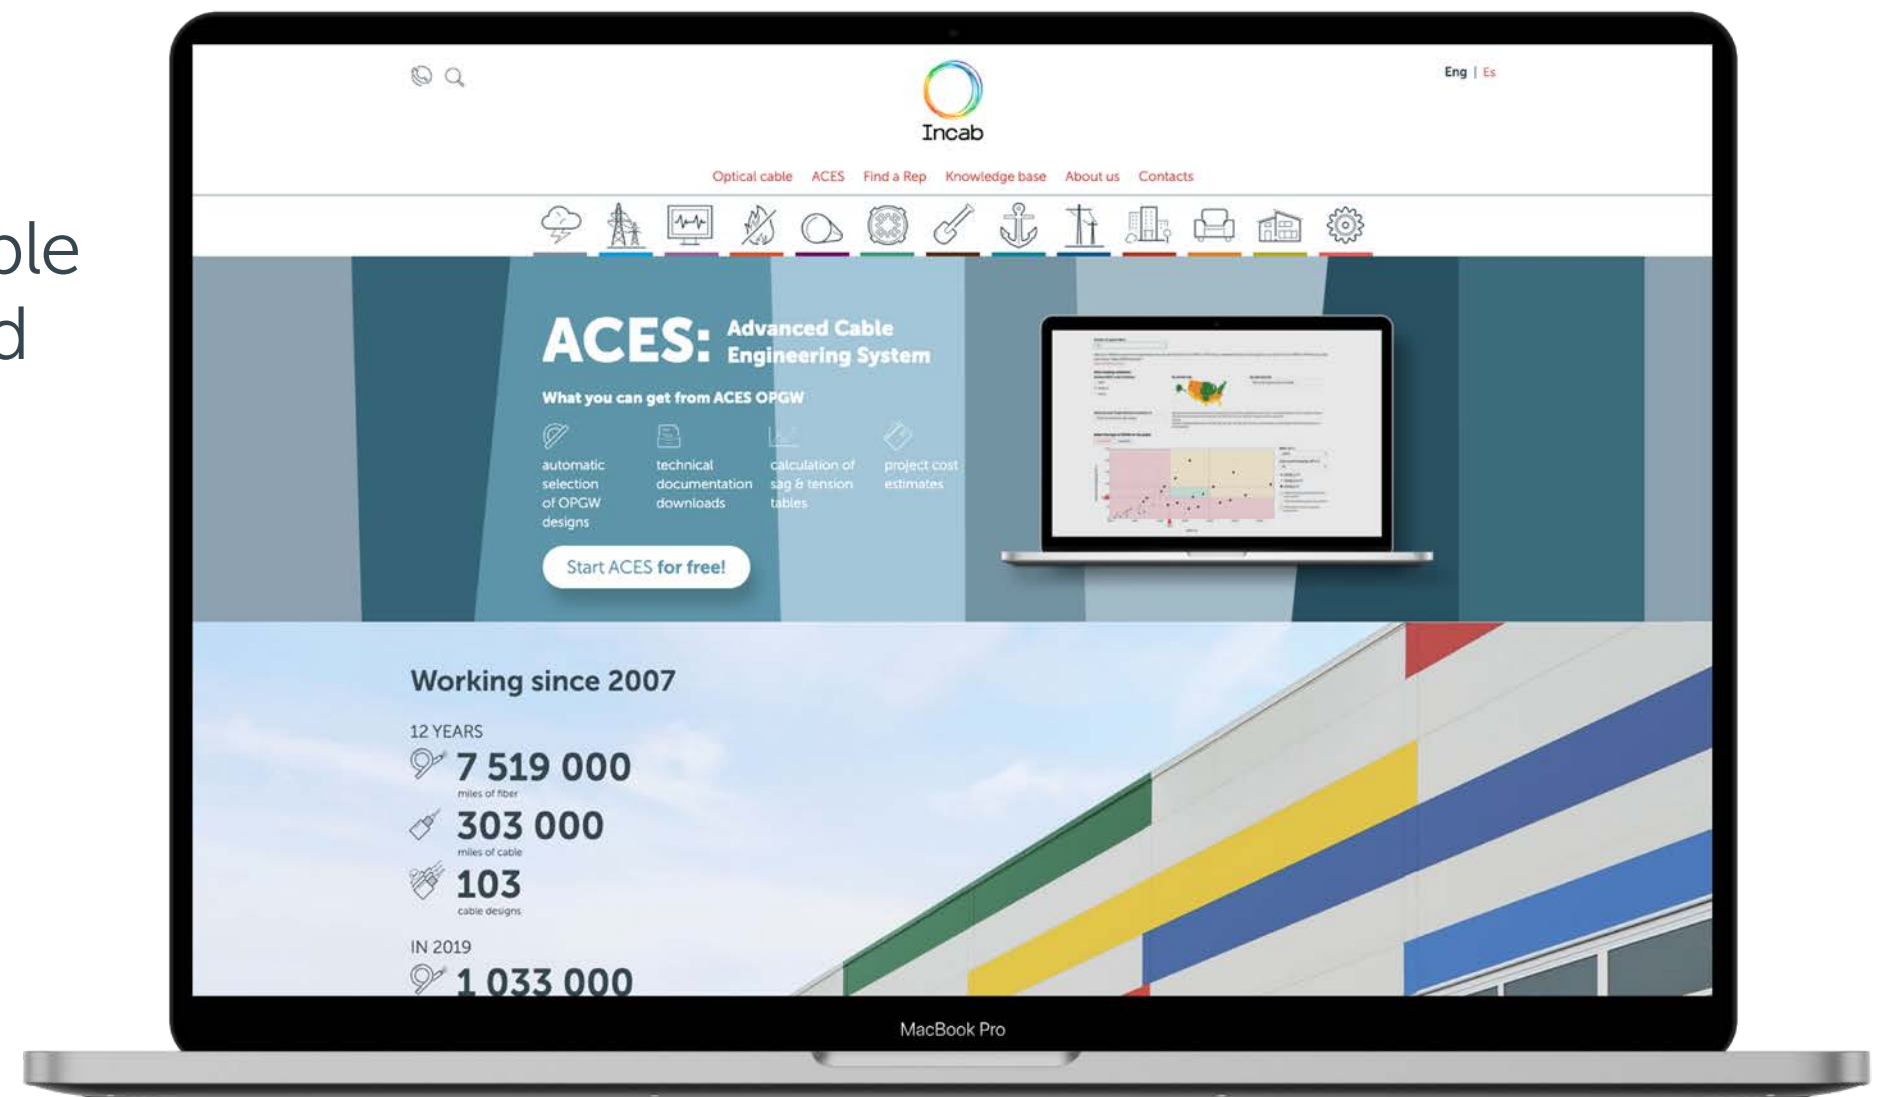 Eng | Es
Incab
Optical cable ACES Find a Rep Knowledge base About us Contacts
ACES: Advanced Cable
Engineering System
What you can get from ACES OPGW
automatic
selection
of OPGW
designs
technical
documentation
downloads
calculation of
sag & tension
tables
project cost
estimates
Start ACES for free!
Working since 2007
12 YEARS
7 519 000
miles of fiber
303 000
miles of cable
103
cable designs
IN 2019
1 033 000
MacBook Pro